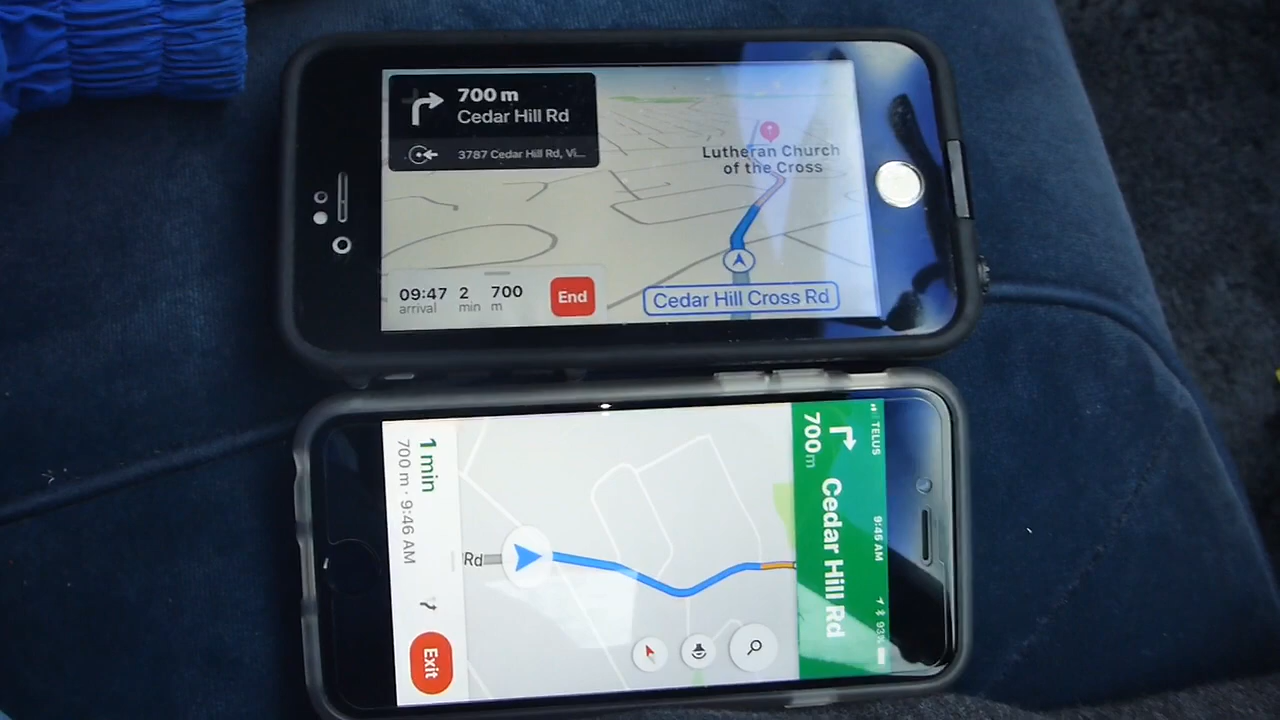 700 m
Cedar Hill Rd
3787 Cedar Hill Rd, Vi...
Lutheran Church
of the Cross
09:47 2 700
arrival min m
End
Cedar Hill Cross Rd
TELUS 9:45 AM 93%
700 m Cedar Hill Rd
Rd
1 min
700 m · 9:46 AM
Exit